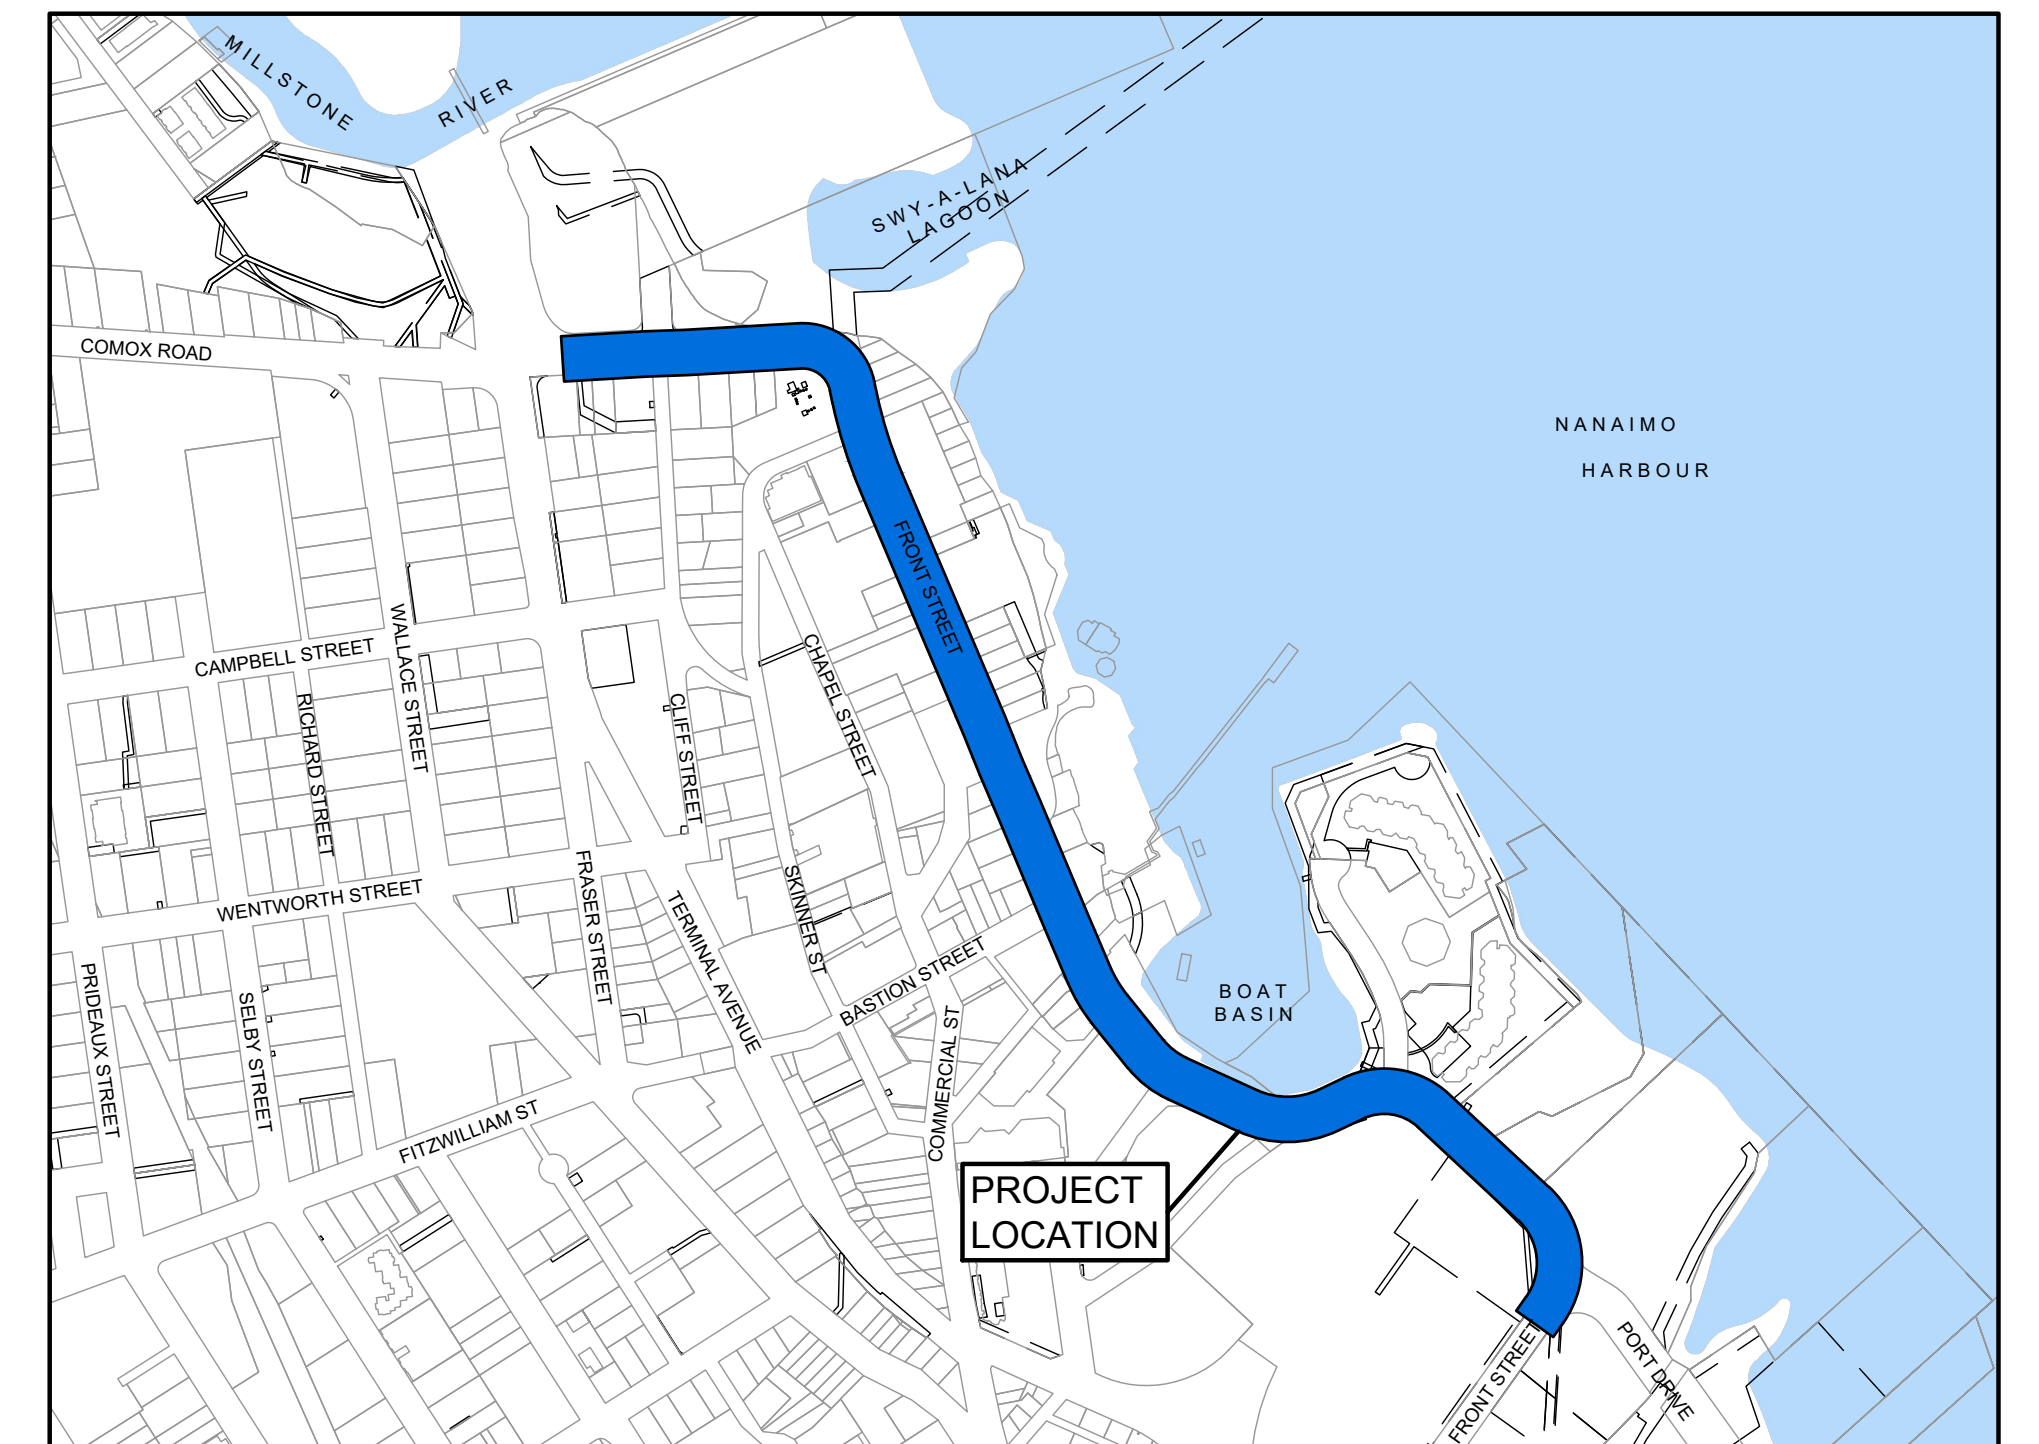 MILLSTONE
RIVER
SWY-A-LANA
LAGOON
COMOX ROAD
NANAIMO
HARBOUR
FRONT STREET
CAMPBELL STREET
WALLACE STREET
RICHARD STREET
CHAPEL STREET
CLIFF STREET
WENTWORTH STREET
FRASER STREET
TERMINAL AVENUE
SKINNER ST
BASTION STREET
PRIDEAUX STREET
SELBY STREET
COMMERCIAL ST
BOAT
BASIN
FITZWILLIAM ST
PROJECT
LOCATION
FRONT STREET
PORT DRIVE